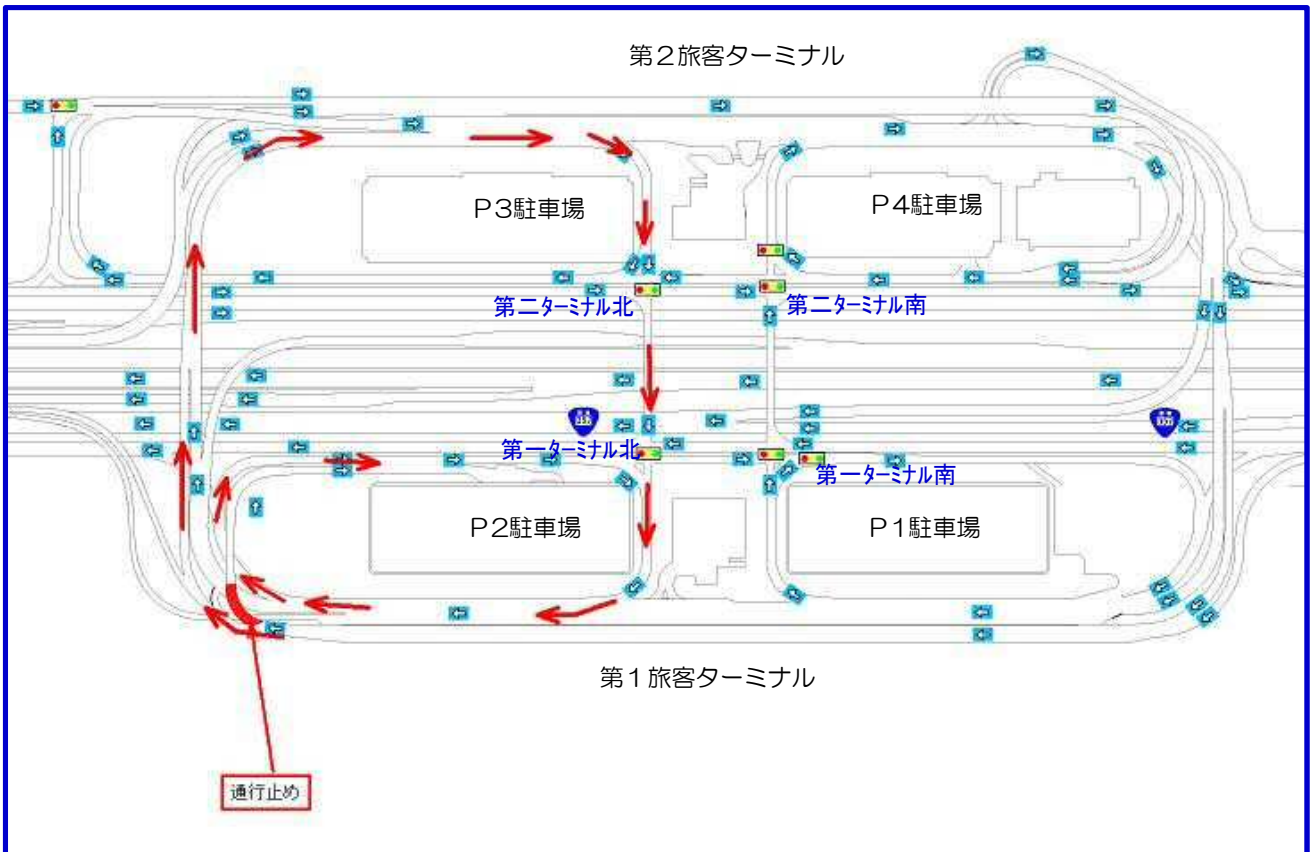 第2旅客ターミナル
P3駐車場
P4駐車場
第二ターミナル北
第二ターミナル南
第一ターミナル北
第一ターミナル南
P2駐車場
P1駐車場
第1旅客ターミナル
通行止め